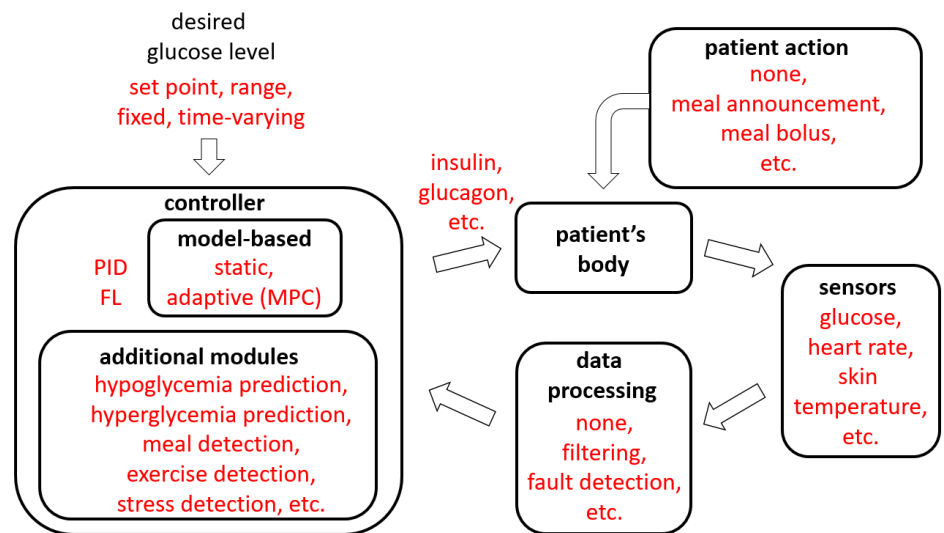 desired
glucose level
set point, range,
fixed, time-varying
patient action
none,
meal announcement,
meal bolus,
etc.
insulin,
glucagon,
etc.
controller
model-based
static,
adaptive (MPC)
PID
FL
additional modules
hypoglycemia prediction,
hyperglycemia prediction,
meal detection,
exercise detection,
stress detection, etc.
patient’s
body
sensors
glucose,
heart rate,
skin
temperature,
etc.
data
processing
none,
filtering,
fault detection,
etc.